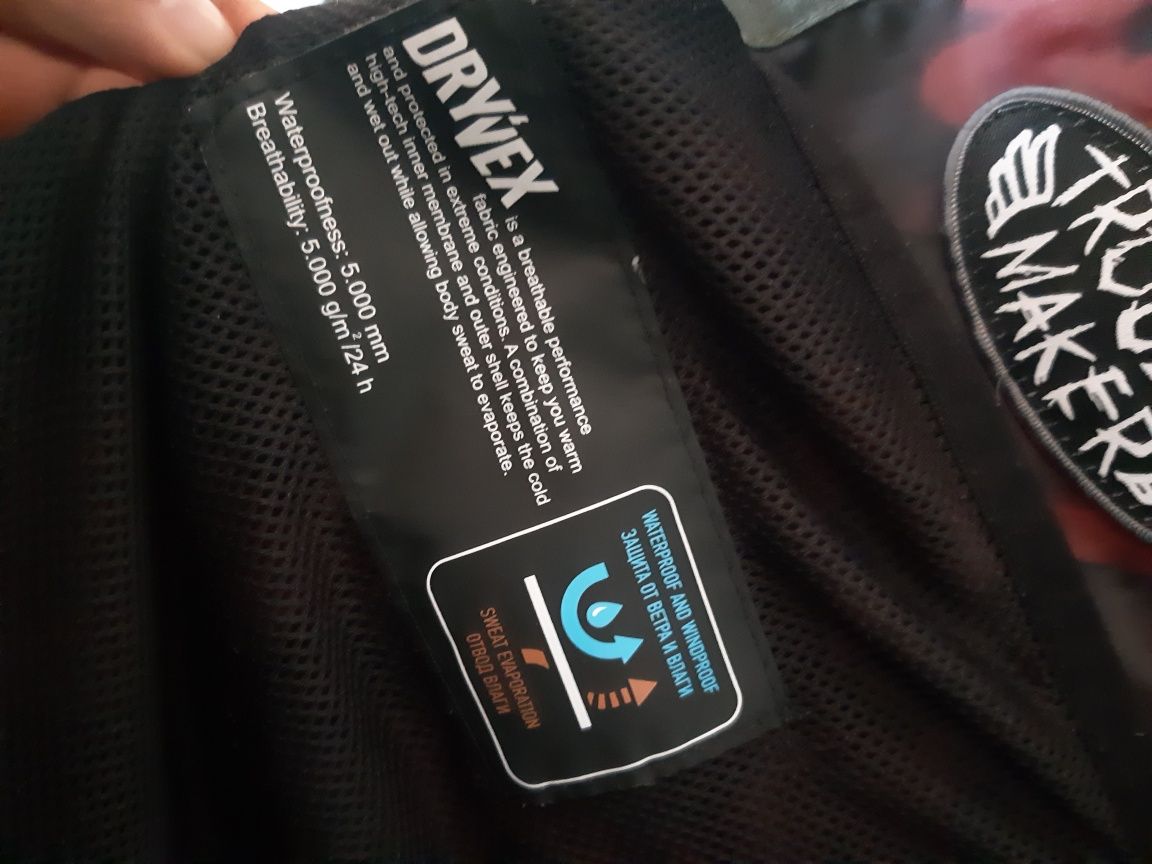 DRYVEX is a breathable performance
fabric engineered to keep you warm
and protected in extreme conditions. A combination of
high-tech inner membrane and outer shell keeps the cold
and wet out while allowing body sweat to evaporate.
Waterproofness: 5.000 mm
Breathability: 5.000 g/m²/24 h
WATERPROOF AND WINDPROOF
ЗАЩИТА ОТ ВЕТРА И ВЛАГИ
SWEAT EVAPORATION
ОТВОД ВЛАГИ
MAKERS